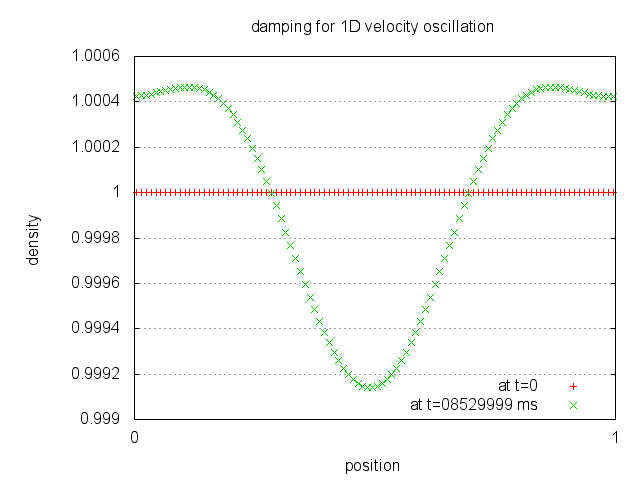 damping for 1D velocity oscillation
1.0006
1.0004
1.0002
1
0.9998
0.9996
0.9994
0.9992
0.999
density
at t=0
at t=08529999 ms
0
1
position